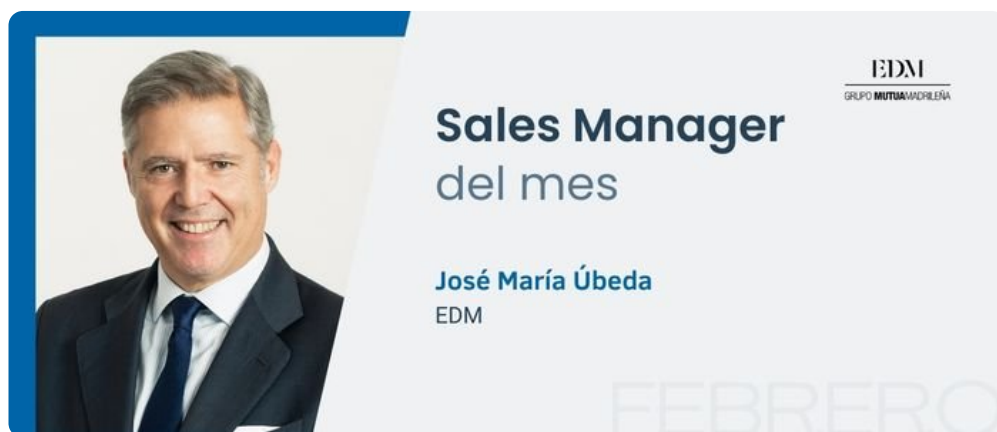 EDM
GRUPO MUTUAMADRILEÑA
Sales Manager
del mes
José María Úbeda
EDM
FEBRERO